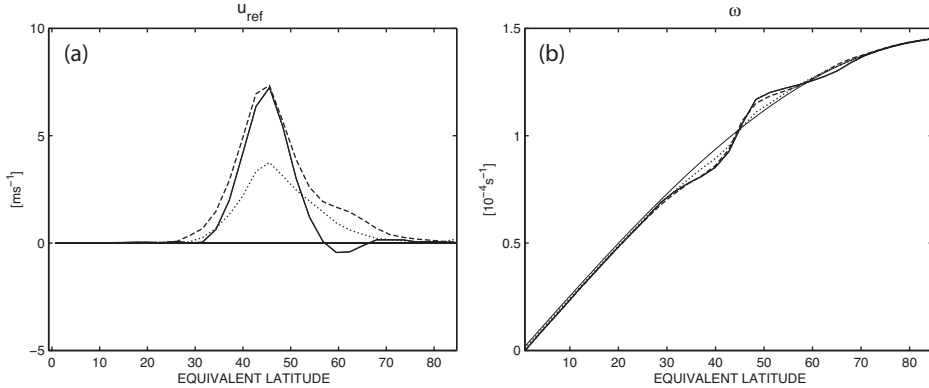 u_ref
(a)
[ms⁻¹]
10
5
0
−5
0 10 20 30 40 50 60 70 80
EQUIVALENT LATITUDE
ω
(b)
[10⁻⁴s⁻¹]
1.5
1
0.5
0
10 20 30 40 50 60 70 80
EQUIVALENT LATITUDE